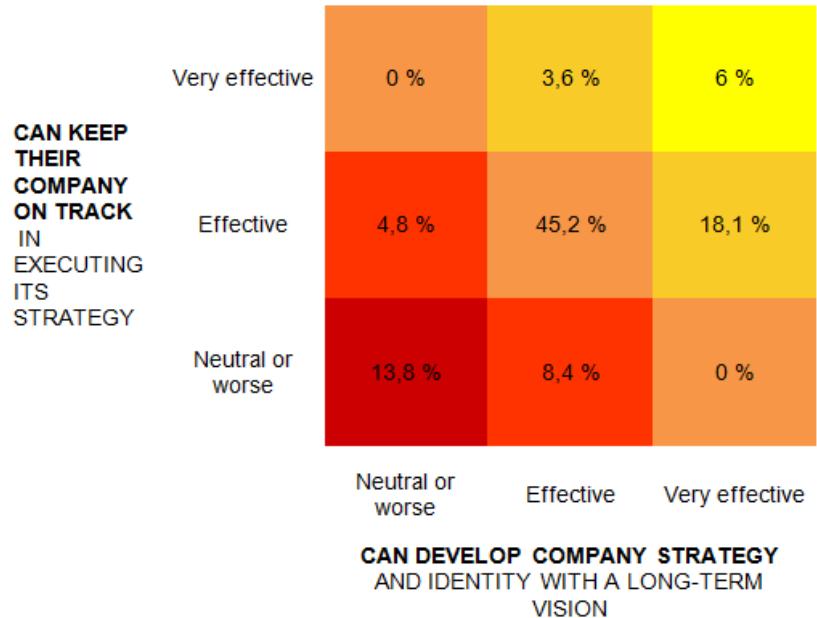 Very effective
0 %
3,6 %
6 %
CAN KEEP
THEIR
COMPANY
ON TRACK
IN
EXECUTING
ITS
STRATEGY
Effective
4,8 %
45,2 %
18,1 %
Neutral or
worse
13,8 %
8,4 %
0 %
Neutral or
worse
Effective
Very effective
CAN DEVELOP COMPANY STRATEGY
AND IDENTITY WITH A LONG-TERM
VISION